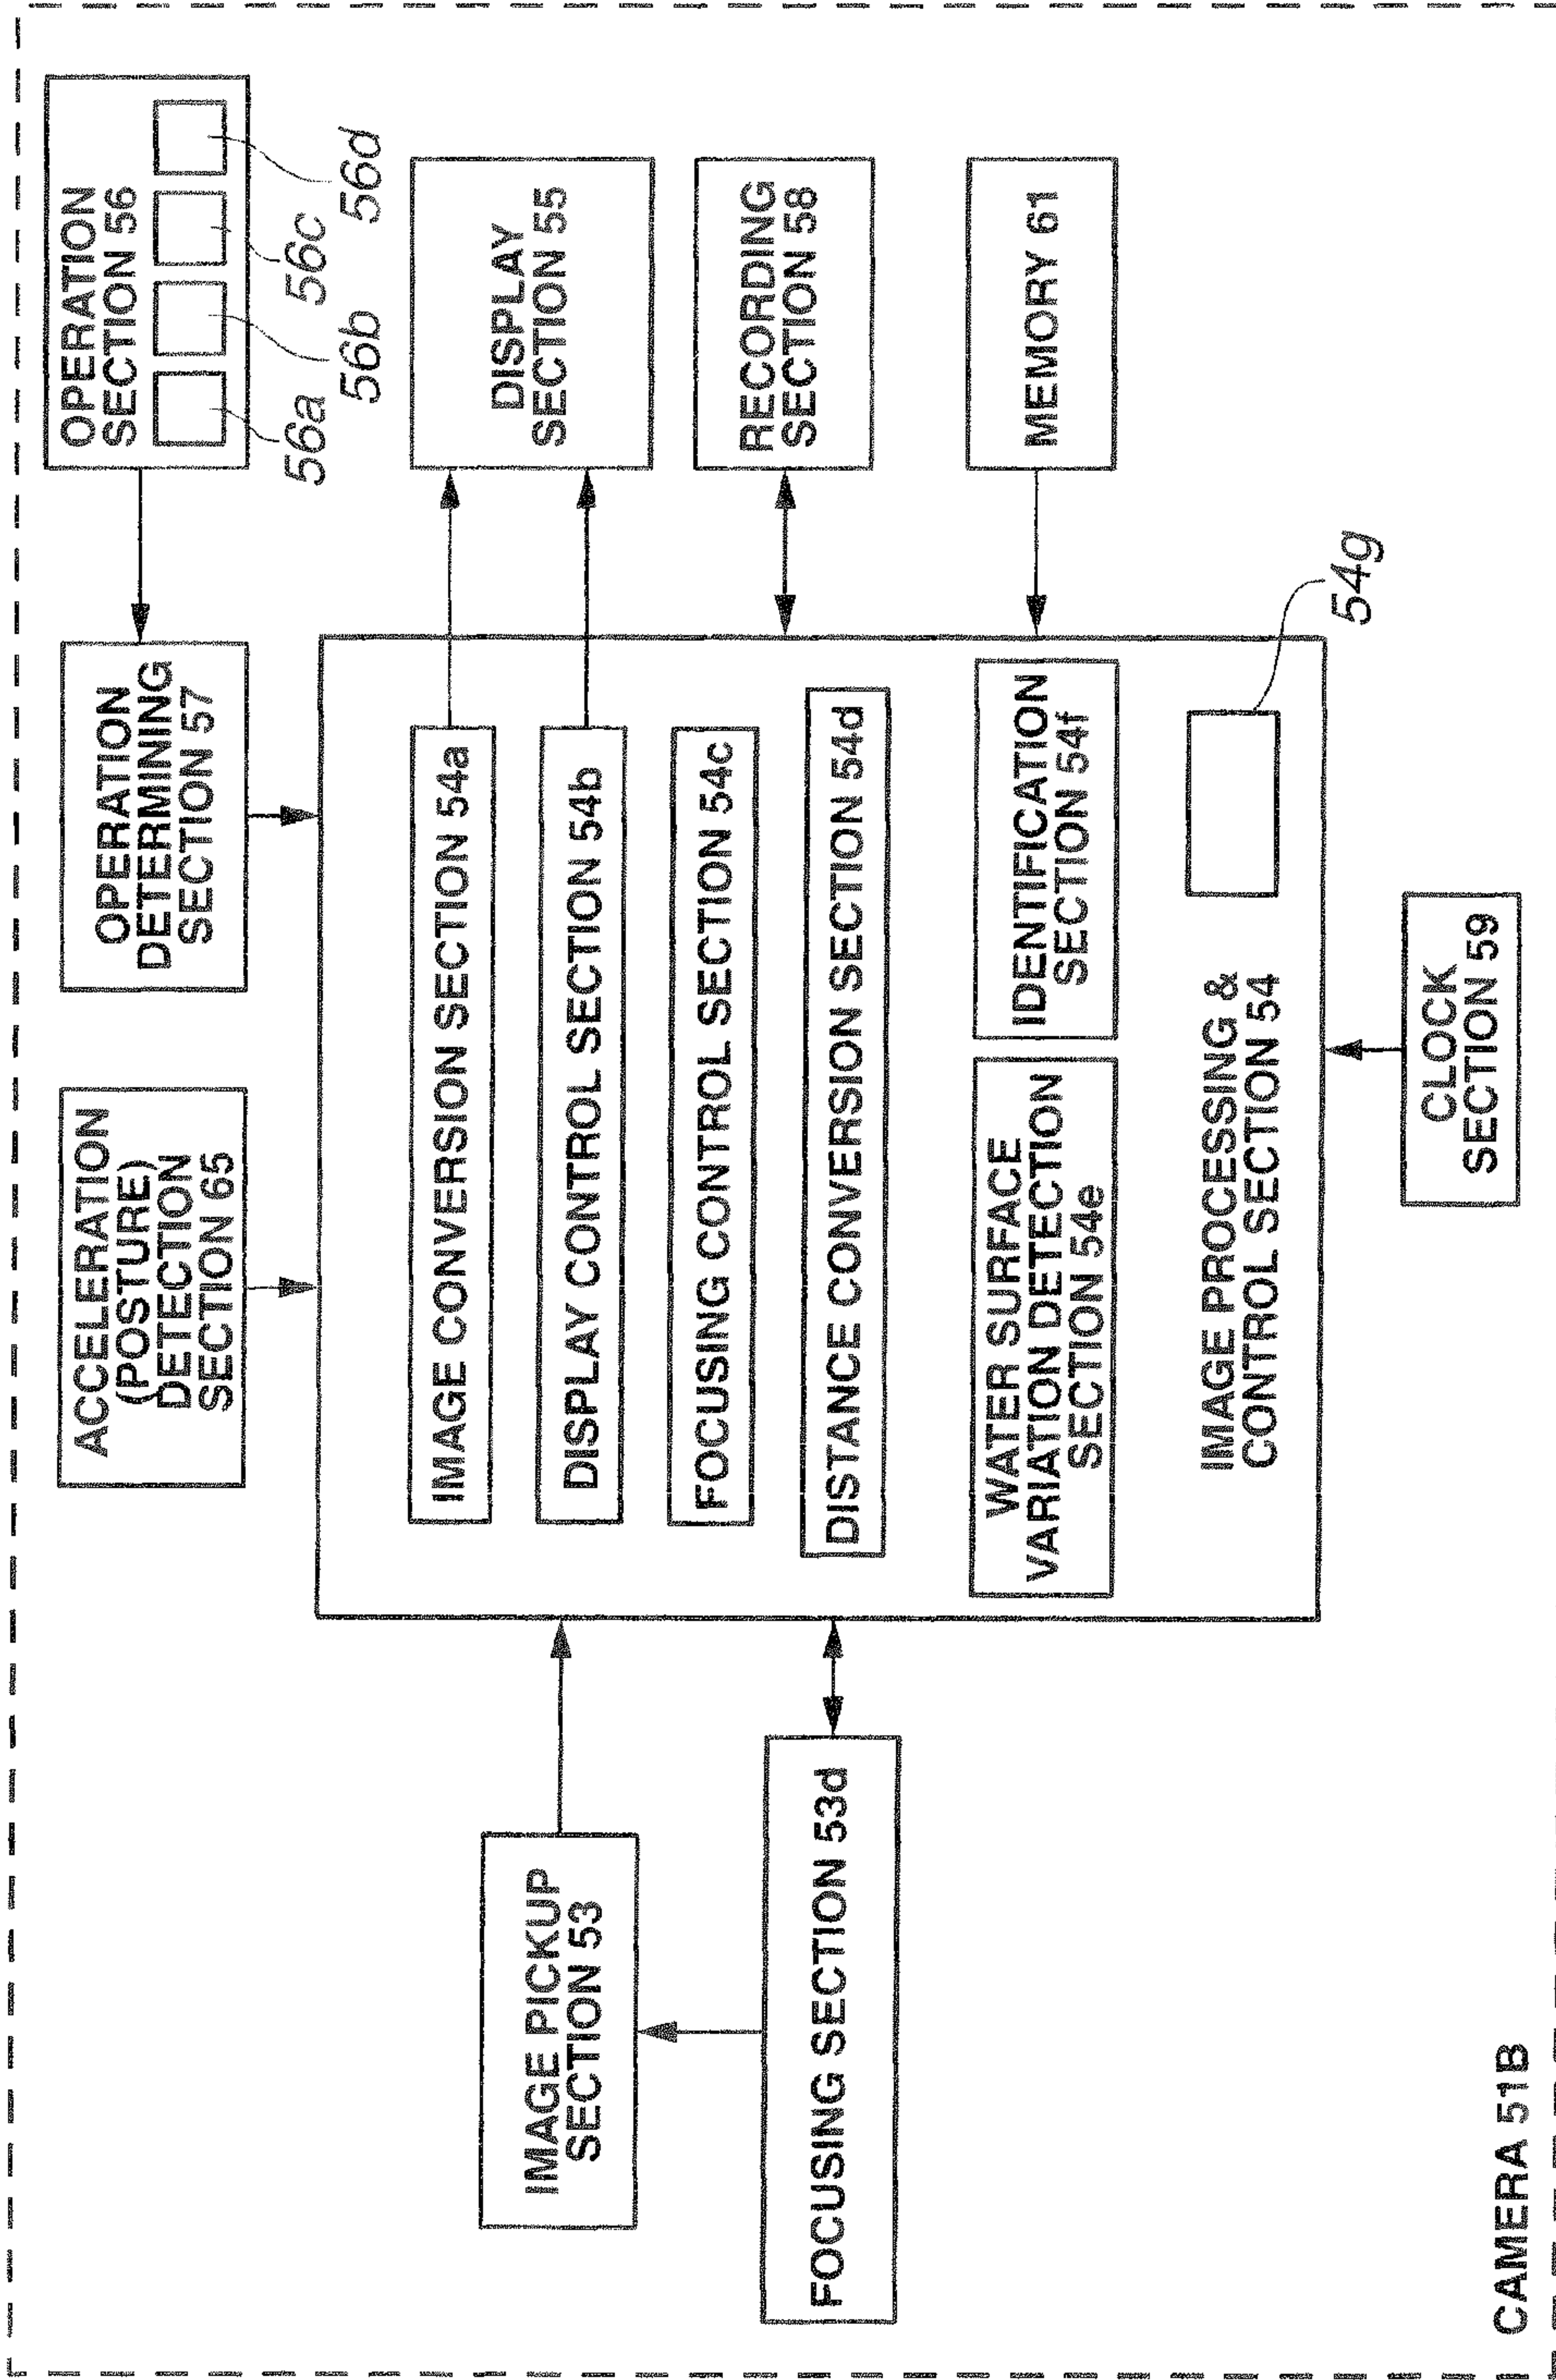 ACCELERATION
(POSTURE)
DETECTION
SECTION 65
OPERATION
DETERMINING
SECTION 57
OPERATION
SECTION 56
56a
56b
56c
56d
IMAGE PICKUP
SECTION 53
FOCUSING SECTION 53d
IMAGE CONVERSION SECTION 54a
DISPLAY CONTROL SECTION 54b
FOCUSING CONTROL SECTION 54c
DISTANCE CONVERSION SECTION 54d
WATER SURFACE
VARIATION DETECTION
SECTION 54e
IDENTIFICATION
SECTION 54f
IMAGE PROCESSING &
CONTROL SECTION 54
54g
DISPLAY
SECTION 55
RECORDING
SECTION 58
MEMORY 61
CLOCK
SECTION 59
CAMERA 51B